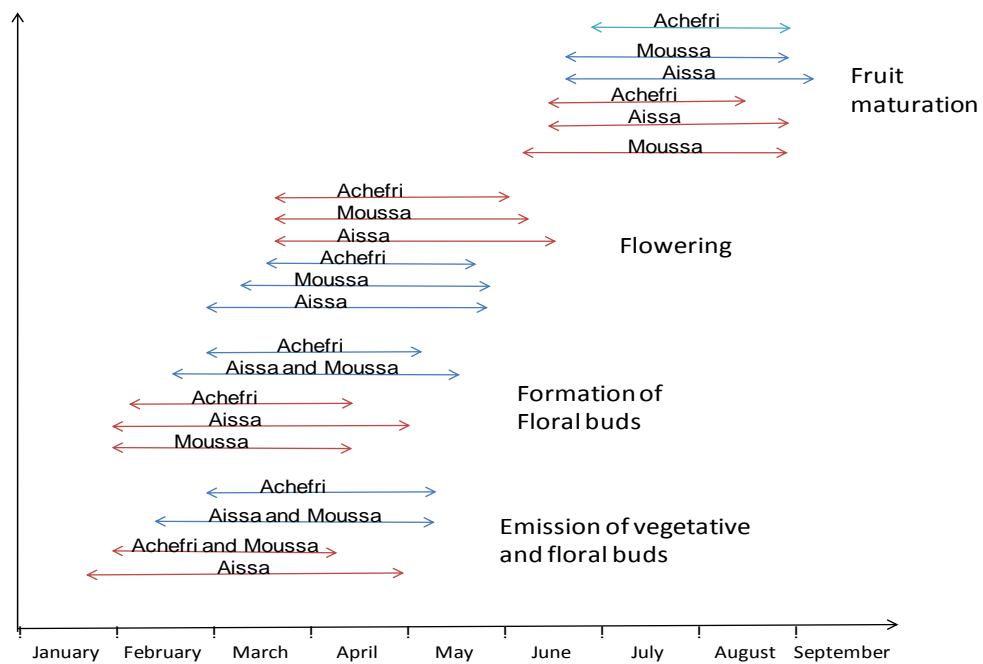 Achefri
Moussa
Aissa
Fruit
maturation
Achefri
Aissa
Moussa
Achefri
Moussa
Aissa
Flowering
Achefri
Moussa
Aissa
Achefri
Aissa and Moussa
Formation of
Floral buds
Achefri
Aissa
Moussa
Achefri
Aissa and Moussa
Emission of vegetative
and floral buds
Achefri and Moussa
Aissa
January February March April May June July August September